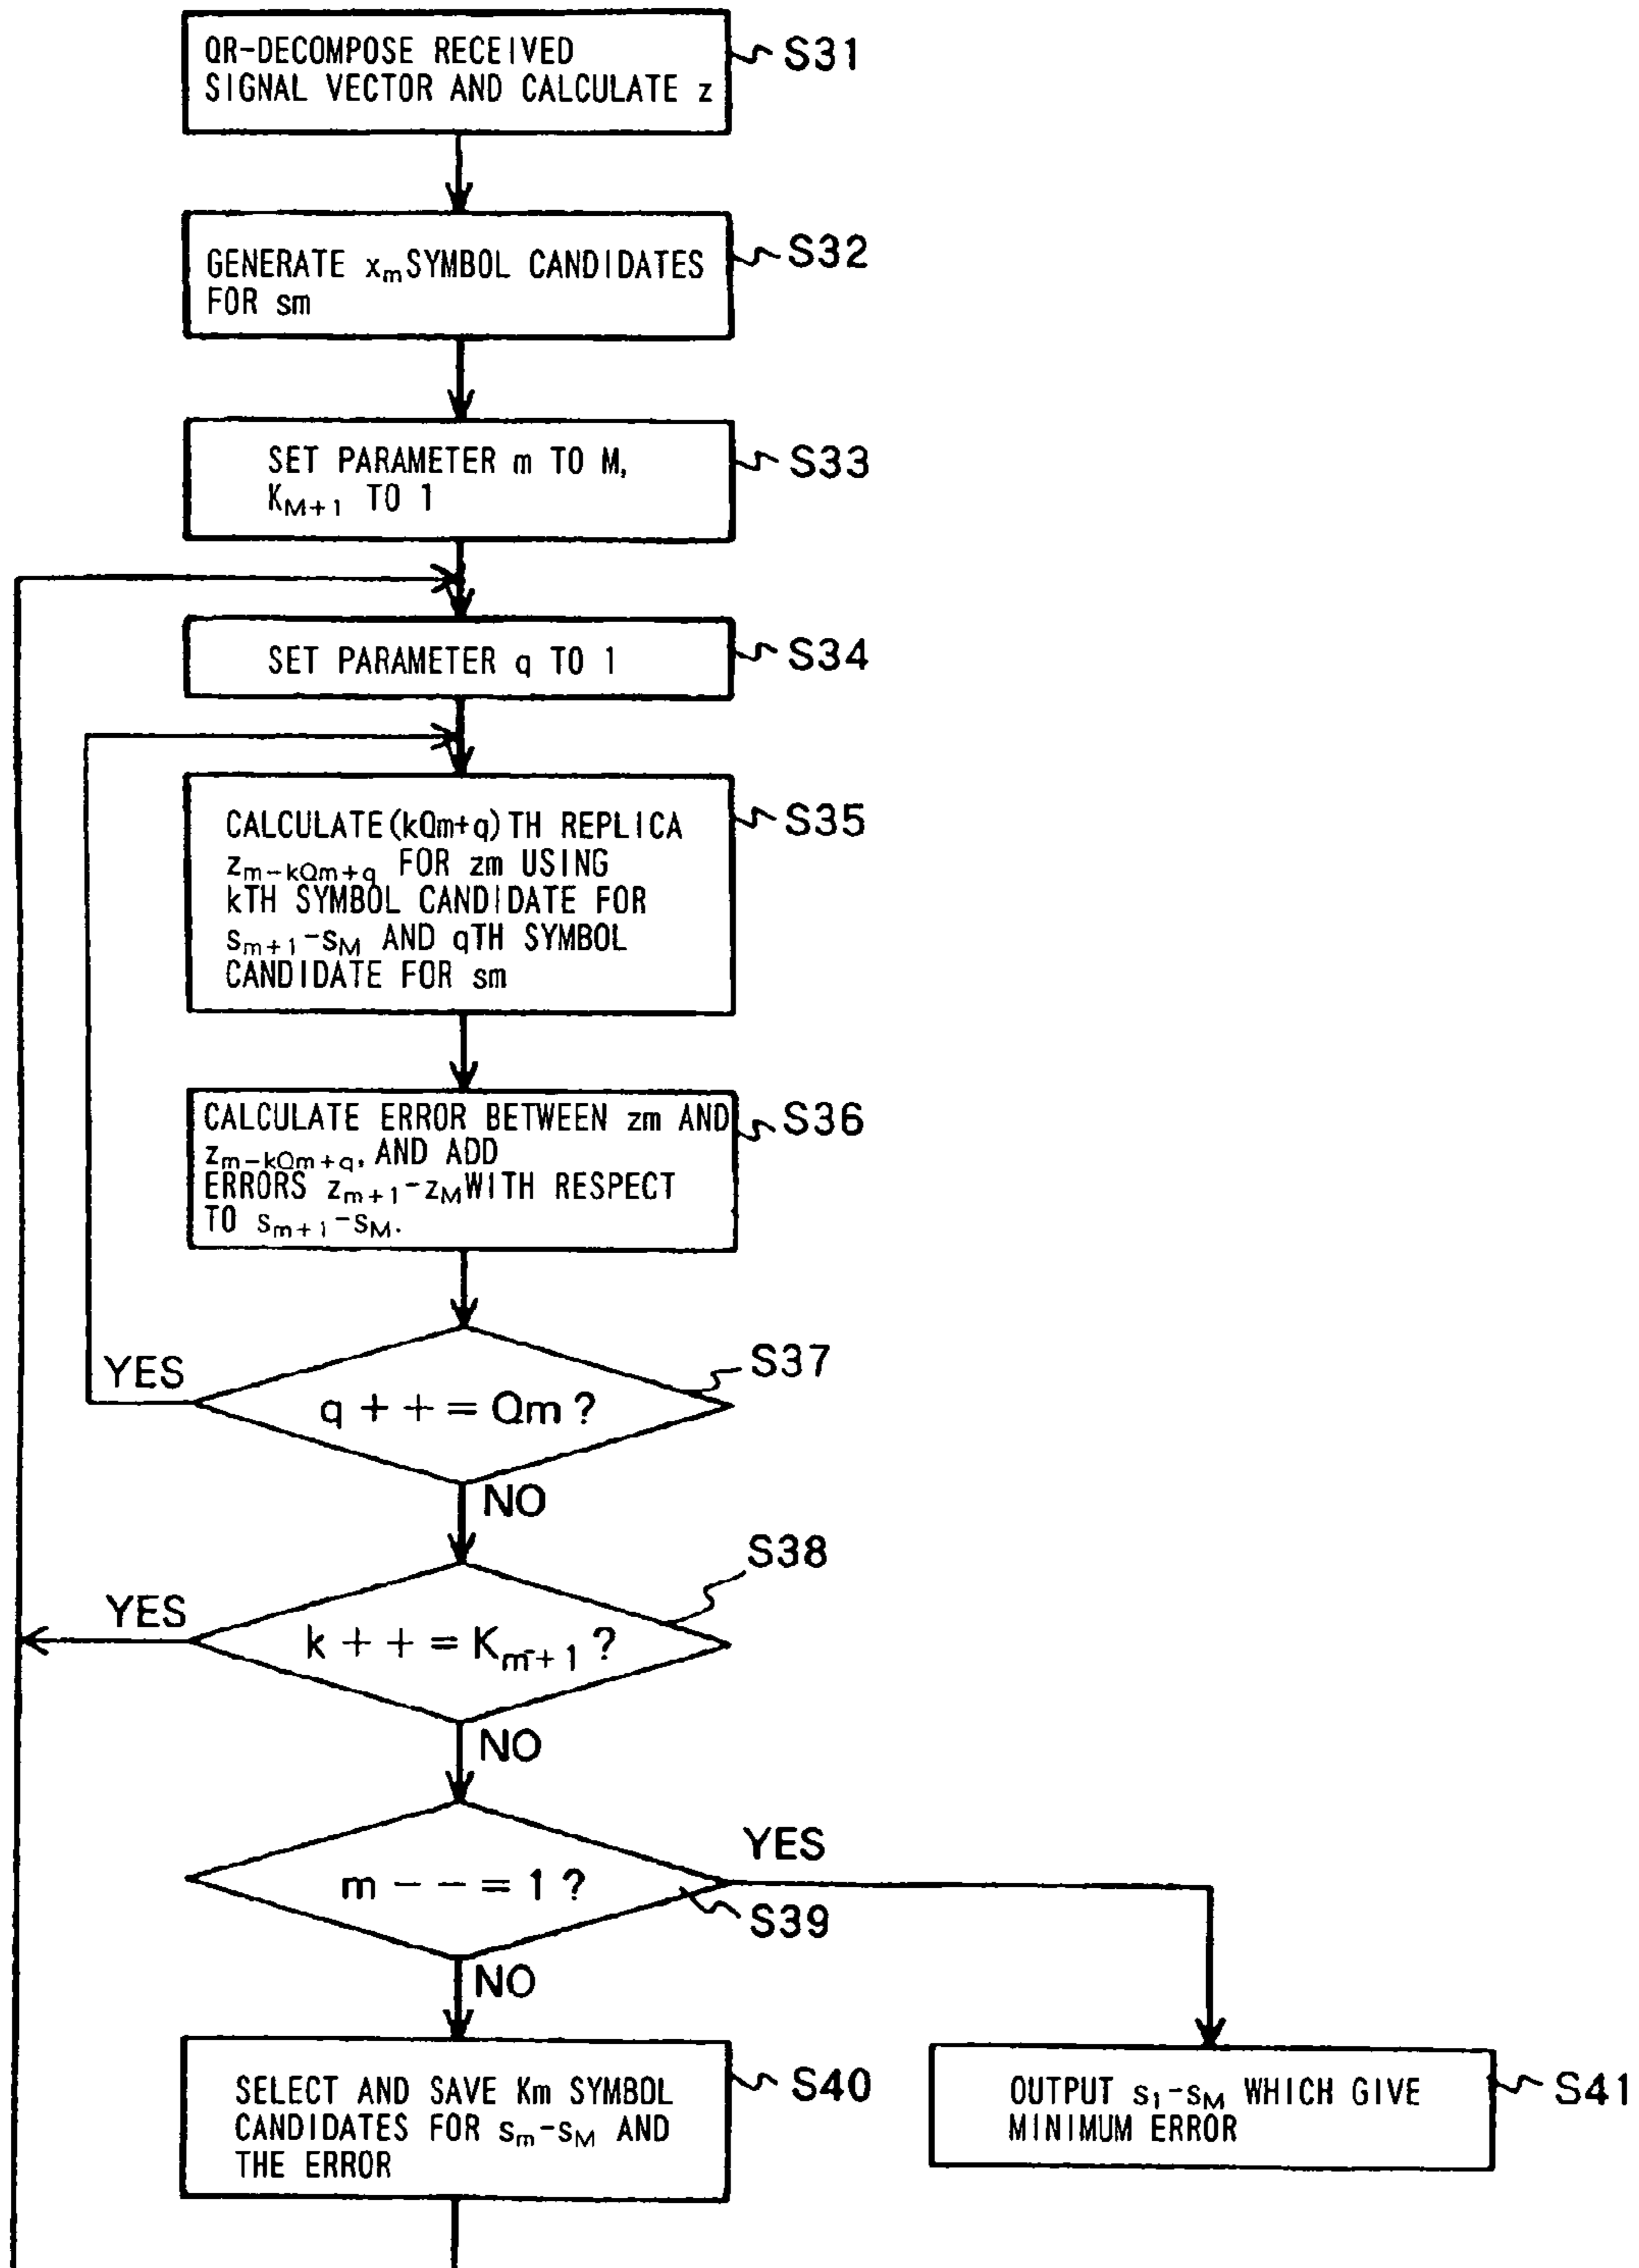 QR-DECOMPOSE RECEIVED
SIGNAL VECTOR AND CALCULATE z
S31
GENERATE xm SYMBOL CANDIDATES
FOR sm
S32
SET PARAMETER m TO M,
KM+1 TO 1
S33
SET PARAMETER q TO 1
S34
CALCULATE (kQm+q) TH REPLICA
zm-kQm+q FOR zm USING
kTH SYMBOL CANDIDATE FOR
sm+1-sM AND qTH SYMBOL
CANDIDATE FOR sm
S35
CALCULATE ERROR BETWEEN zm AND
zm-kQm+q, AND ADD
ERRORS zm+1-zM WITH RESPECT
TO sm+1-sM.
S36
YES
q + + = Qm ?
S37
NO
YES
k + + = Km+1 ?
S38
NO
m - - = 1 ?
YES
S39
NO
SELECT AND SAVE Km SYMBOL
CANDIDATES FOR sm-sM AND
THE ERROR
S40
OUTPUT s1-sM WHICH GIVE
MINIMUM ERROR
S41